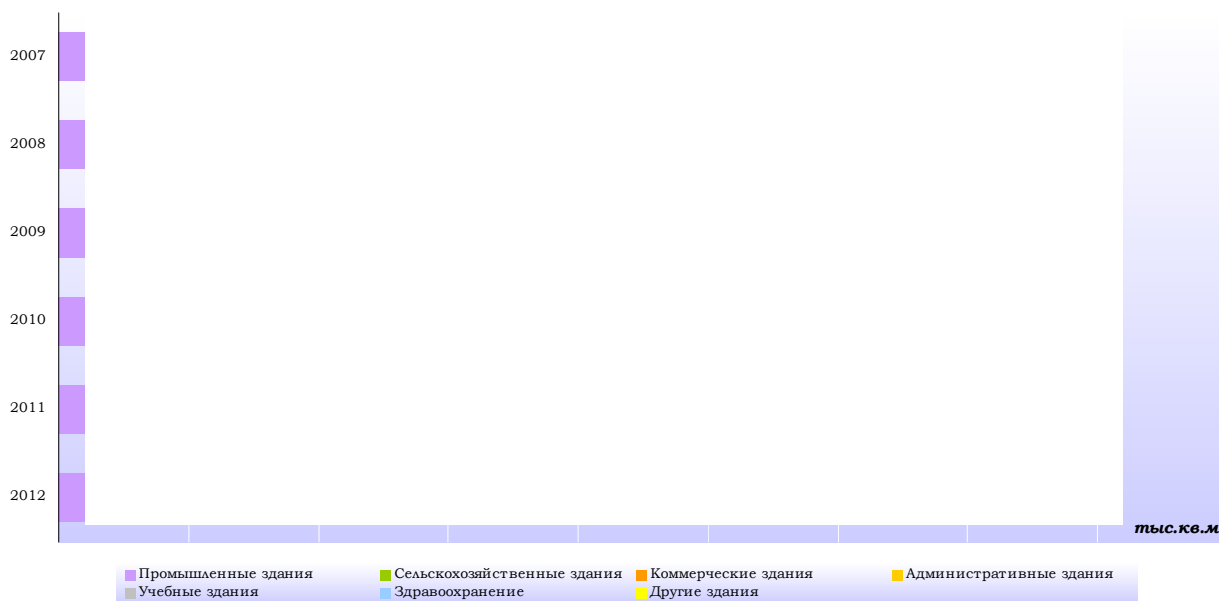 2007
2008
2009
2010
2011
2012
тыс.кв.м
Промышленные здания Сельскохозяйственные здания Коммерческие здания Административные здания
Учебные здания Здравоохранение Другие здания